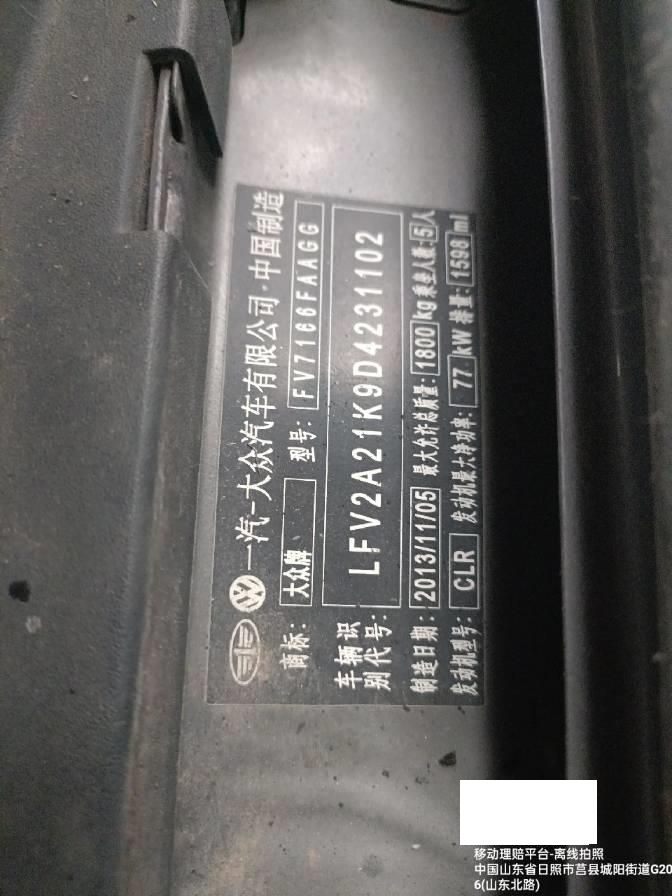 一汽-大众汽车有限公司·中国制造
商标: 大众牌 型号: FV7166FAAGG
车辆识别代号: LFV2A21K9D4231102
制造日期: 2013/11/05 最大允许总质量: 1800 kg 乘坐人数: 5 人
发动机型号: CLR 发动机最大净功率: 77 kW 排量: 1598 ml
移动理赔平台-离线拍照
中国山东省日照市莒县城阳街道G20
6(山东北路)